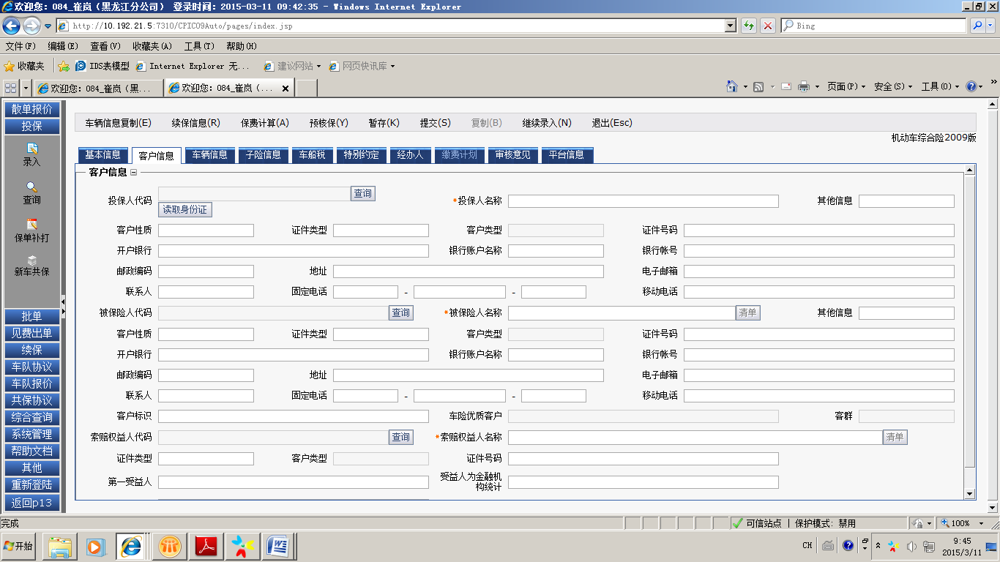 欢迎您: 084_崔岚（黑龙江分公司） 登录时间: 2015-03-11 09:42:35 - Windows Internet Explorer
http://10.192.21.5:7310/CPIC09Auto/pages/index.jsp
Bing
文件(F) 编辑(E) 查看(V) 收藏夹(A) 工具(T) 帮助(H)
收藏夹 IDS表模型 Internet Explorer 无... 建议网站 网页快讯库
欢迎您: 084_崔岚（黑... 欢迎您: 084_崔岚（... 页面(P) 安全(S) 工具(O)
散单报价
投保
录入
查询
保单补打
新车共保
批单
见费出单
续保
车队协议
车队报价
共保协议
综合查询
系统管理
帮助文档
其他
重新登陆
返回p13
车辆信息复制(E) 续保信息(R) 保费计算(A) 预核保(Y) 暂存(K) 提交(S) 复制(B) 继续录入(N) 退出(Esc)
机动车综合险2009版
基本信息 客户信息 车辆信息 子险信息 车船税 特别约定 经办人 缴费计划 审核意见 平台信息
客户信息
投保人代码 查询 *投保人名称 其他信息
读取身份证
客户性质 证件类型 客户类型 证件号码
开户银行 银行账户名称 银行帐号
邮政编码 地址 电子邮箱
联系人 固定电话 - - 移动电话
被保险人代码 查询 *被保险人名称 清单 其他信息
客户性质 证件类型 客户类型 证件号码
开户银行 银行账户名称 银行帐号
邮政编码 地址 电子邮箱
联系人 固定电话 - - 移动电话
客户标识 车险优质客户 客群
索赔权益人代码 查询 *索赔权益人名称 清单
证件类型 客户类型 证件号码
第一受益人 受益人为金融机
构统计
完成 可信站点 | 保护模式: 禁用 100%
开始 CH 9:45
2015/3/11